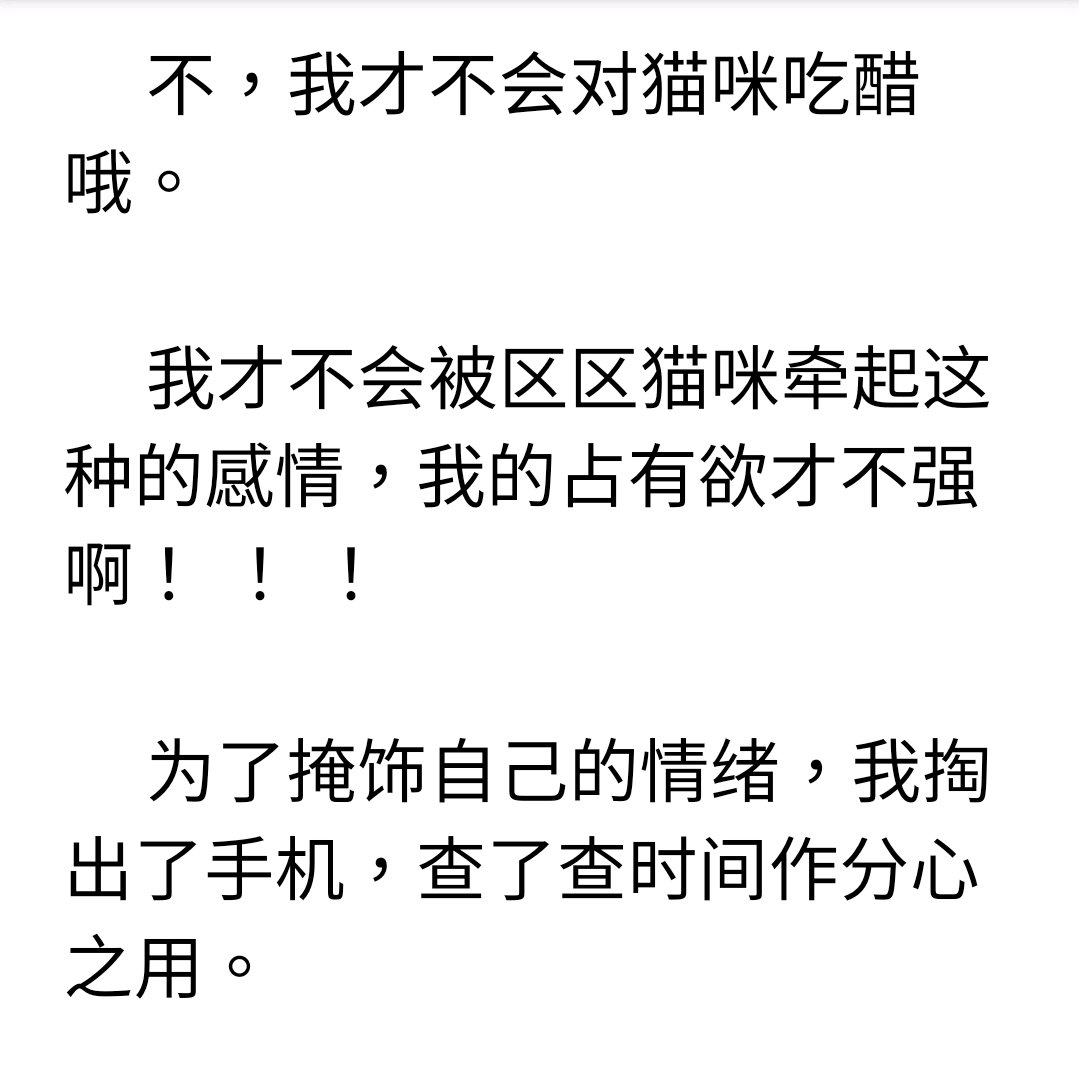 不，我才不会对猫咪吃醋
哦。
我才不会被区区猫咪牵起这
种的感情，我的占有欲才不强
啊！！！
为了掩饰自己的情绪，我掏
出了手机，查了查时间作分心
之用。